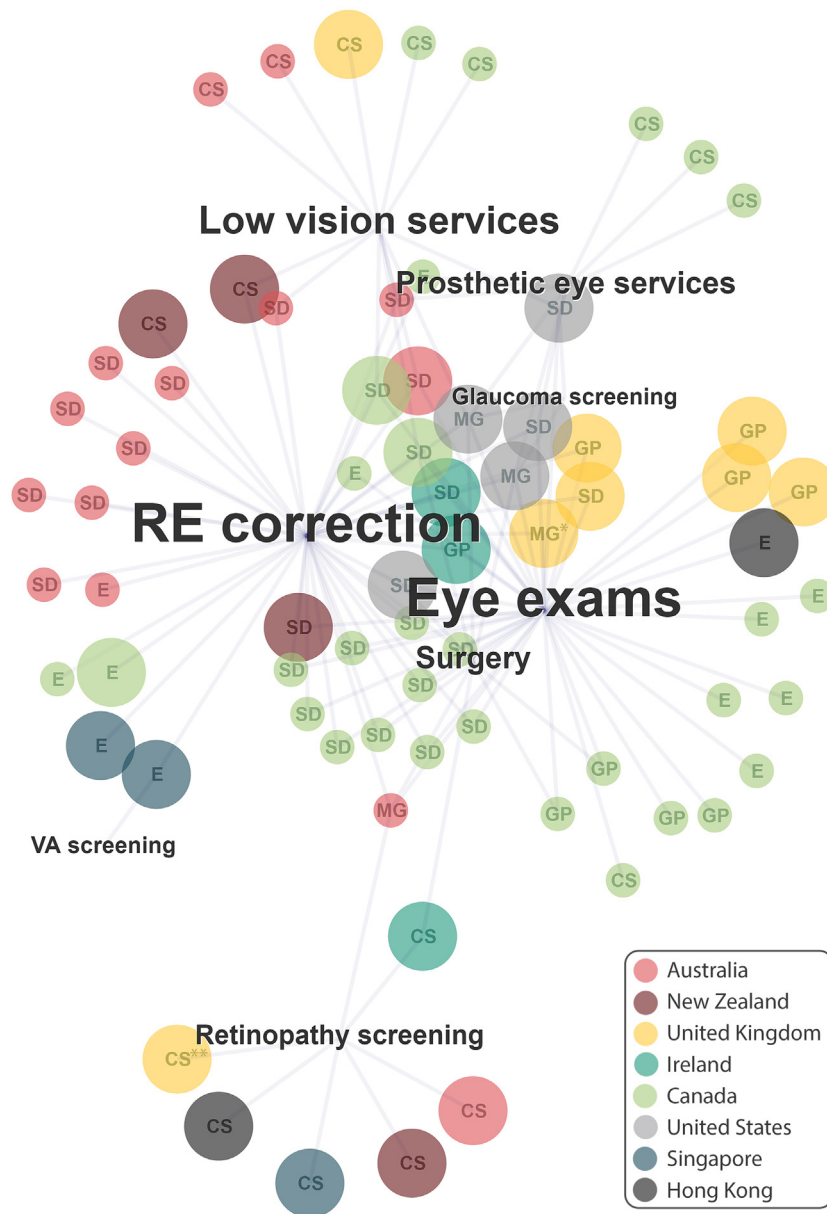 CS
CS
CS
CS
CS
CS
CS
CS
Low vision services
E
Prosthetic eye services
CS
SD
SD
SD
CS
SD
SD
SD
SD
SD
Glaucoma screening
MG
SD
GP
GP
SD
SD
SD
E
MG
GP
SD
SD
SD
SD
GP
RE correction
MG*
E
GP
SD
E
SD
Eye exams
E
SD
SD
E
SD
SD
Surgery
SD
E
E
SD
E
E
SD
SD
SD
E
SD
SD
E
GP
E
MG
GP
GP
GP
VA screening
CS
CS
Retinopathy screening
CS**
CS
CS
CS
CS
Australia
New Zealand
United Kingdom
Ireland
Canada
United States
Singapore
Hong Kong